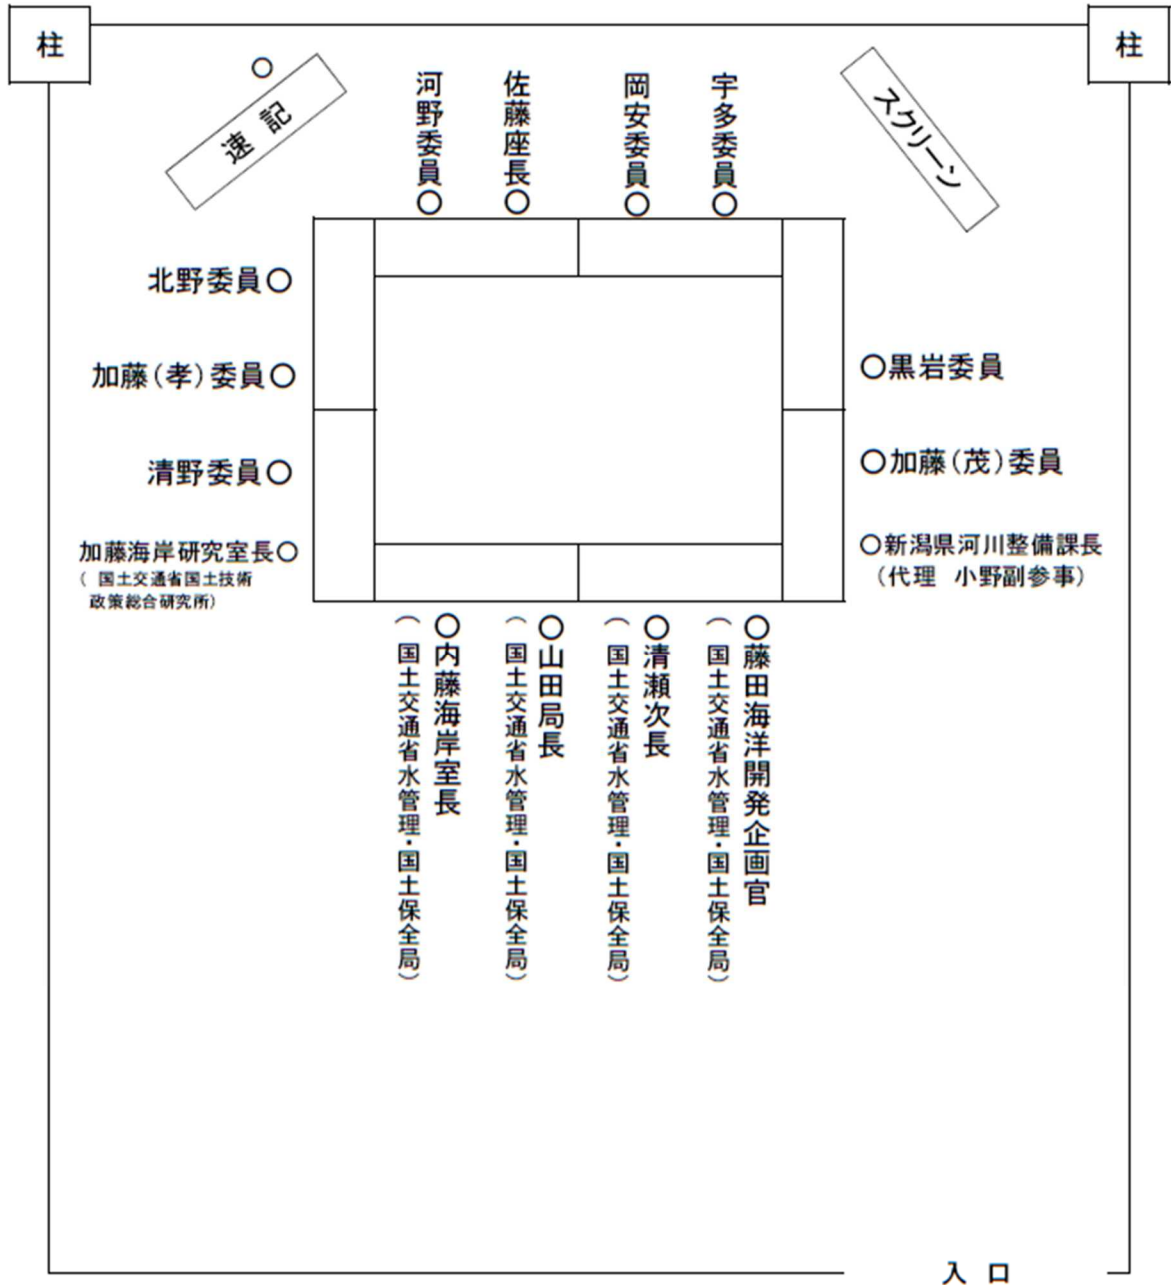 柱
柱
速記
スクリーン
河野委員○
佐藤座長○
岡安委員○
宇多委員○
北野委員○
加藤(孝)委員○
清野委員○
加藤海岸研究室長○
( 国土交通省国土技術
政策総合研究所)
○黒岩委員
○加藤(茂)委員
○新潟県河川整備課長
(代理 小野副参事)
○内藤海岸室長
( 国土交通省水管理・国土保全局)
○山田局長
( 国土交通省水管理・国土保全局)
○清瀬次長
( 国土交通省水管理・国土保全局)
○藤田海洋開発企画官
( 国土交通省水管理・国土保全局)
入 口